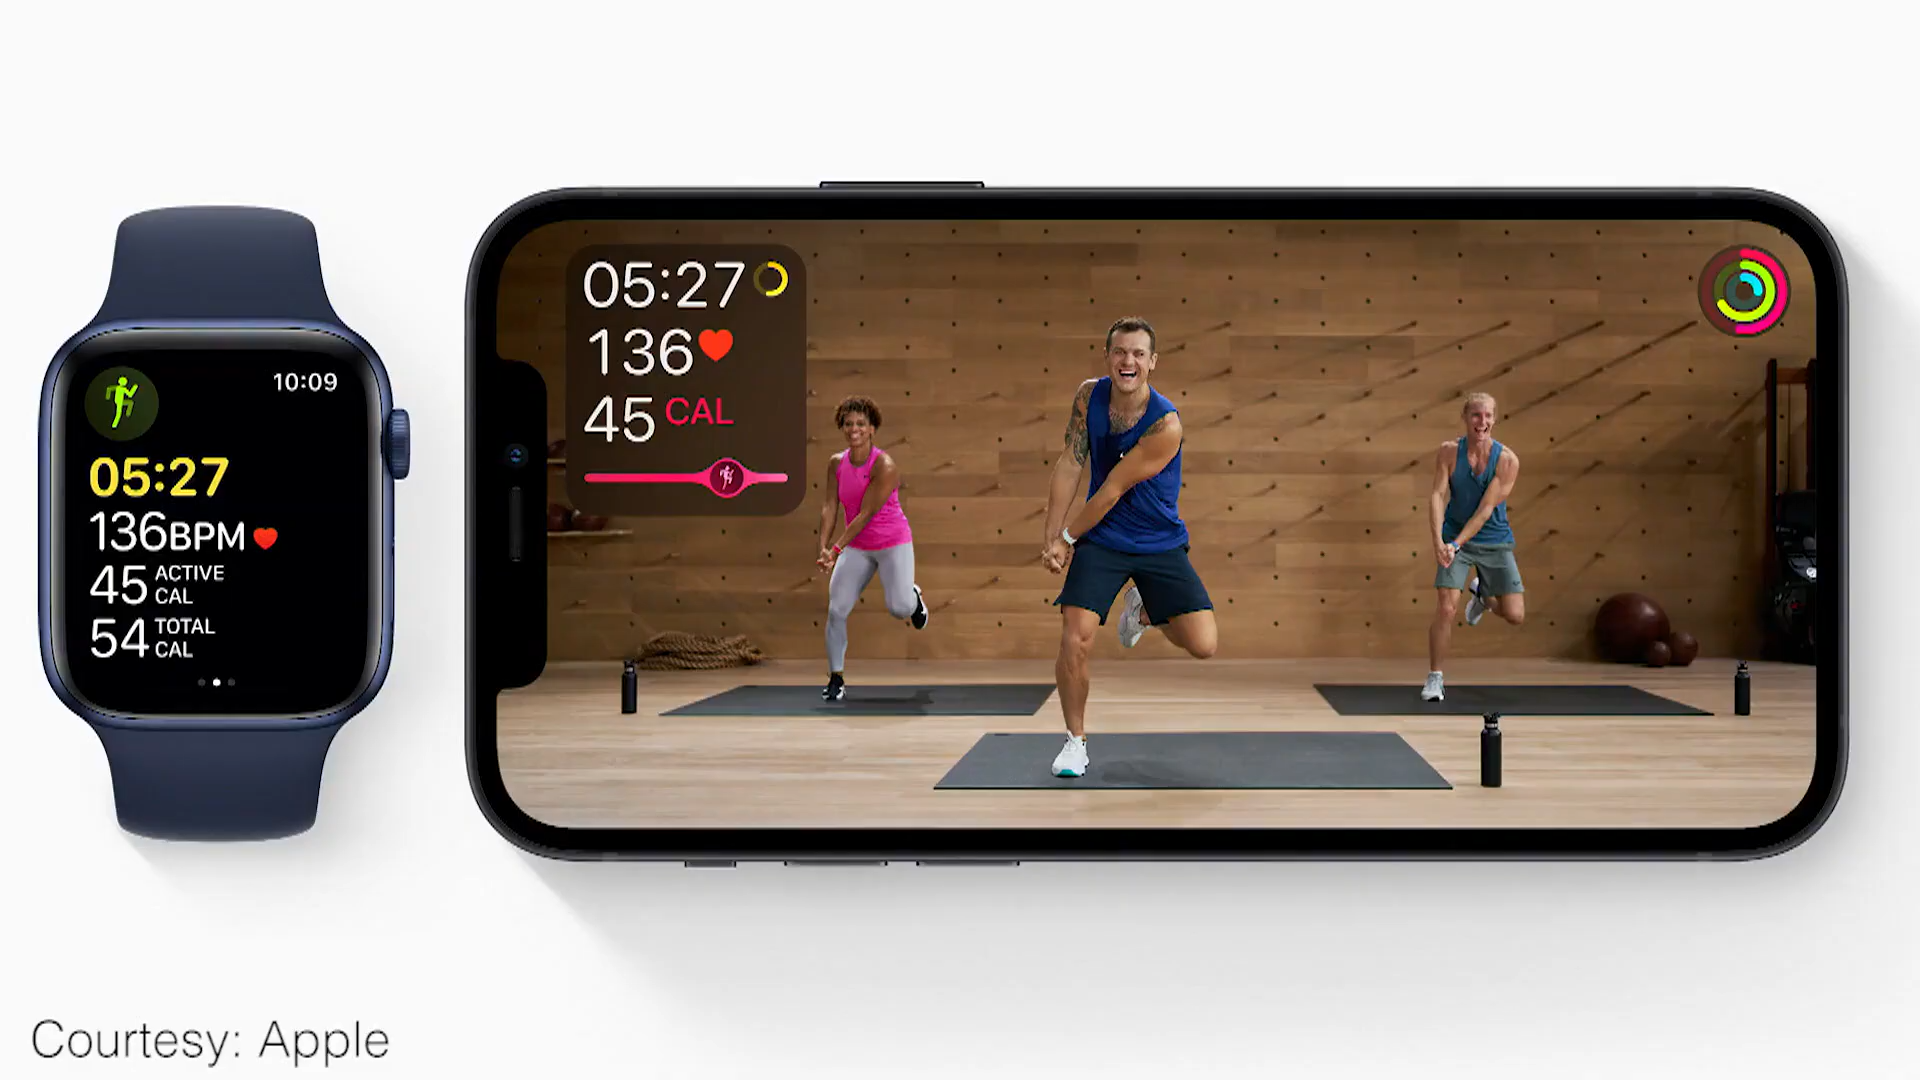 10:09
05:27
136BPM
45 ACTIVE
CAL
54 TOTAL
CAL
05:27
136
45 CAL
Courtesy: Apple